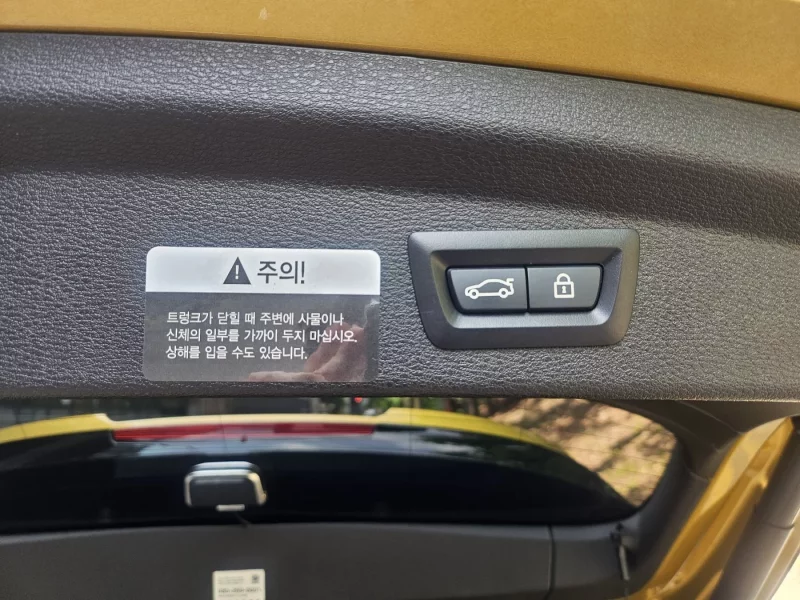 주의!
트렁크가 닫힐 때 주변에 사물이나
신체의 일부를 가까이 두지 마십시오.
상해를 입을 수도 있습니다.